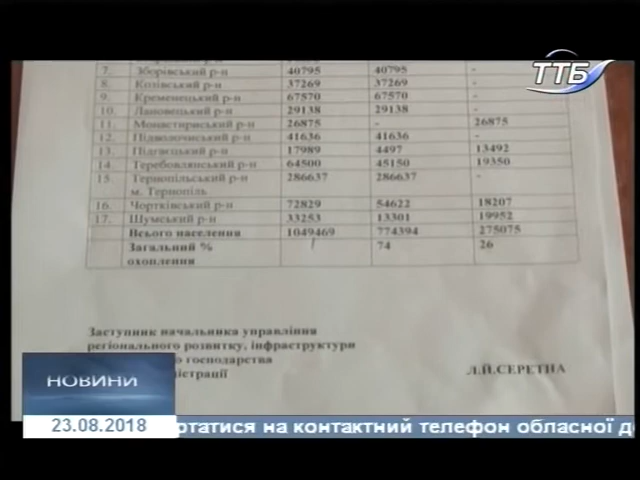 ТТБ
7. Зборівський р-н 40795 40795 -
8. Козівський р-н 37269 37269 -
9. Кременецький р-н 67570 67570 -
10. Лановецький р-н 29138 29138 -
11. Монастириський р-н 26875 - 26875
12. Підволочиський р-н 41636 41636 -
13. Підгаєцький р-н 17989 4497 13492
14. Теребовлянський р-н 64500 45150 19350
15. Тернопільський р-н 286637 286637 -
м. Тернопіль
16. Чортківський р-н 72829 54622 18207
17. Шумський р-н 33253 13301 19952
Всього населення 1049469 774394 275075
Загальний % 74 26
охоплення
Заступник начальника управління
регіонального розвитку, інфраструктури
господарства
Л.Й.СЕРЕТНА
НОВИНИ
23.08.2018 ртатися на контактний телефон обласної д